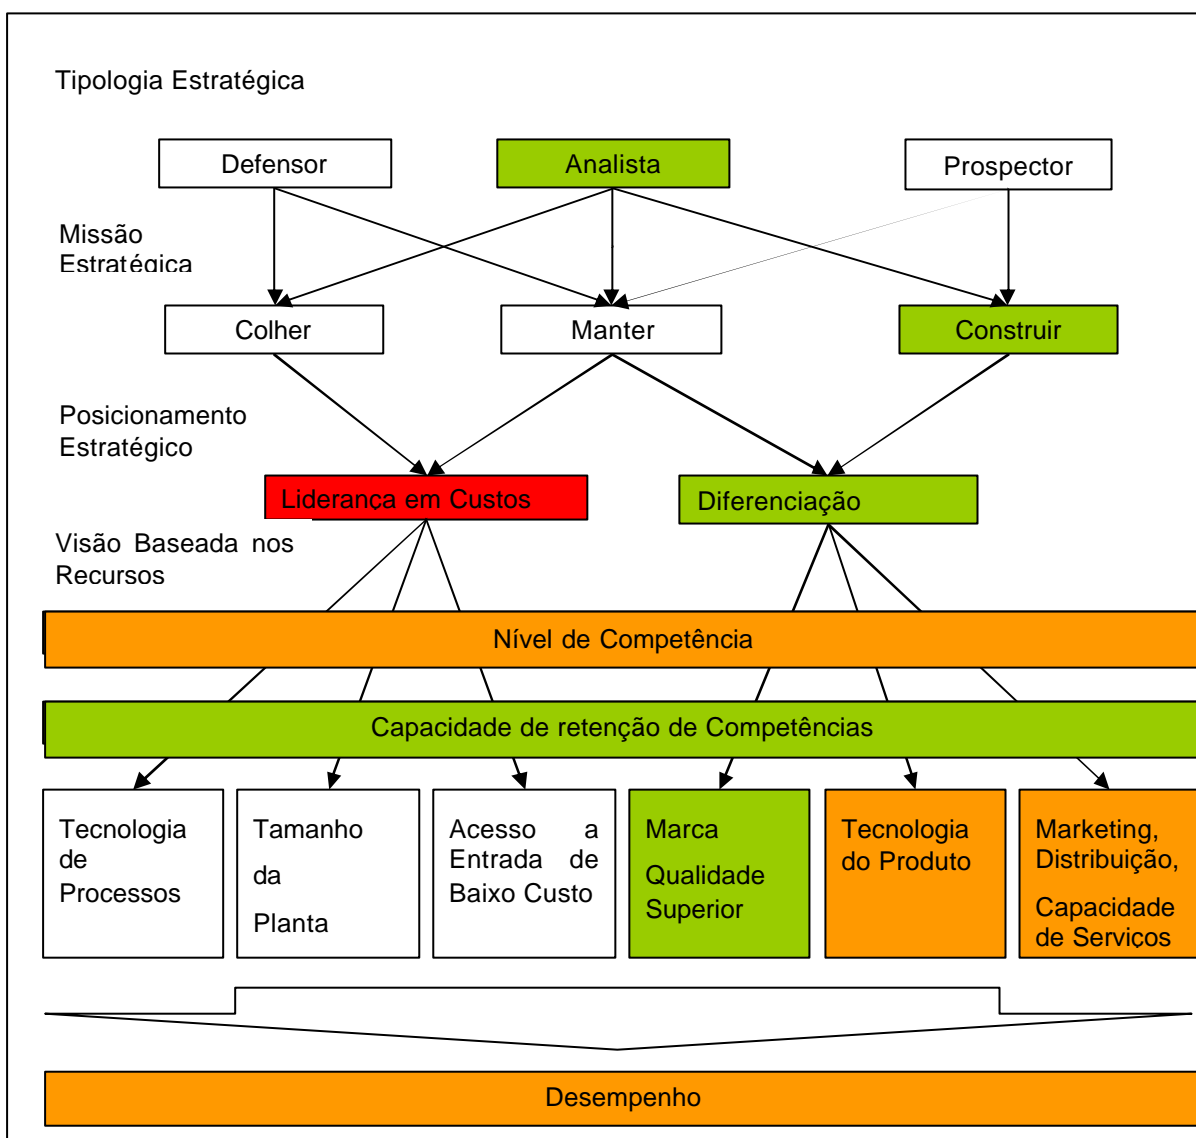 Tipologia Estratégica
Defensor
Analista
Prospector
Missão
Estratégica
Colher
Manter
Construir
Posicionamento
Estratégico
Liderança em Custos
Diferenciação
Visão Baseada nos
Recursos
Nível de Competência
Capacidade de retenção de Competências
Tecnologia
de
Processos
Tamanho
da
Planta
Acesso a
Entrada de
Baixo Custo
Marca
Qualidade
Superior
Tecnologia
do Produto
Marketing,
Distribuição,
Capacidade
de Serviços
Desempenho